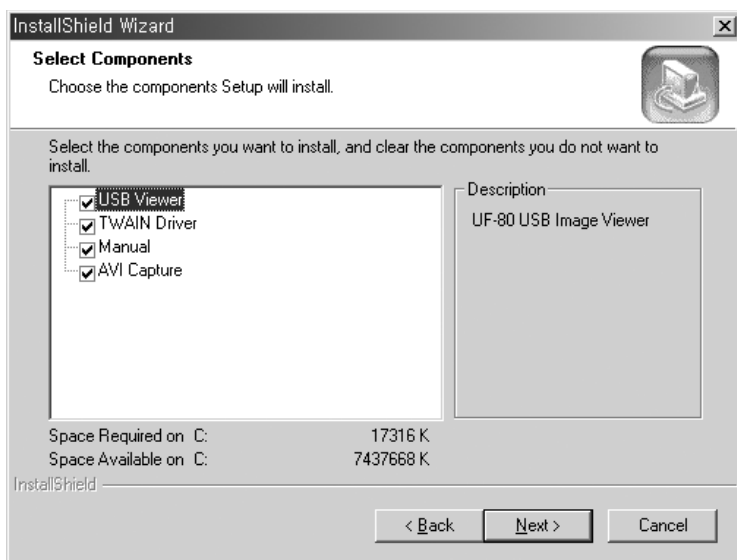 InstallShield Wizard
Select Components
Choose the components Setup will install.
Select the components you want to install, and clear the components you do not want to
install.
USB Viewer
TWAIN Driver
Manual
AVI Capture
Description
UF-80 USB Image Viewer
Space Required on C: 17316 K
Space Available on C: 7437668 K
InstallShield
< Back
Next >
Cancel